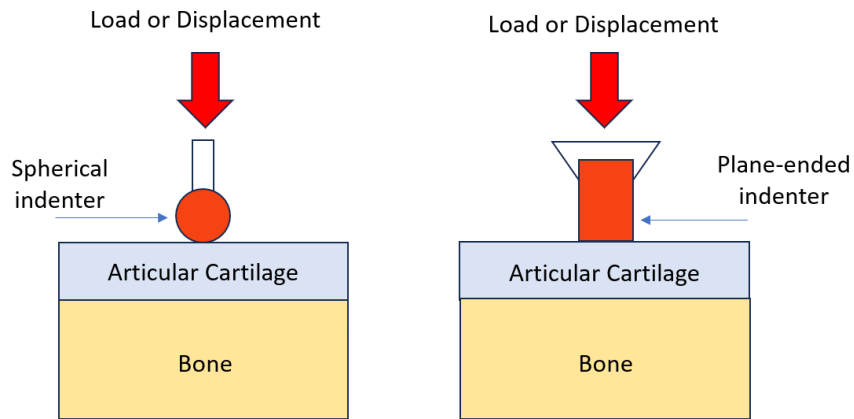 Load or Displacement
Load or Displacement
Spherical
indenter
Plane-ended
indenter
Articular Cartilage
Articular Cartilage
Bone
Bone